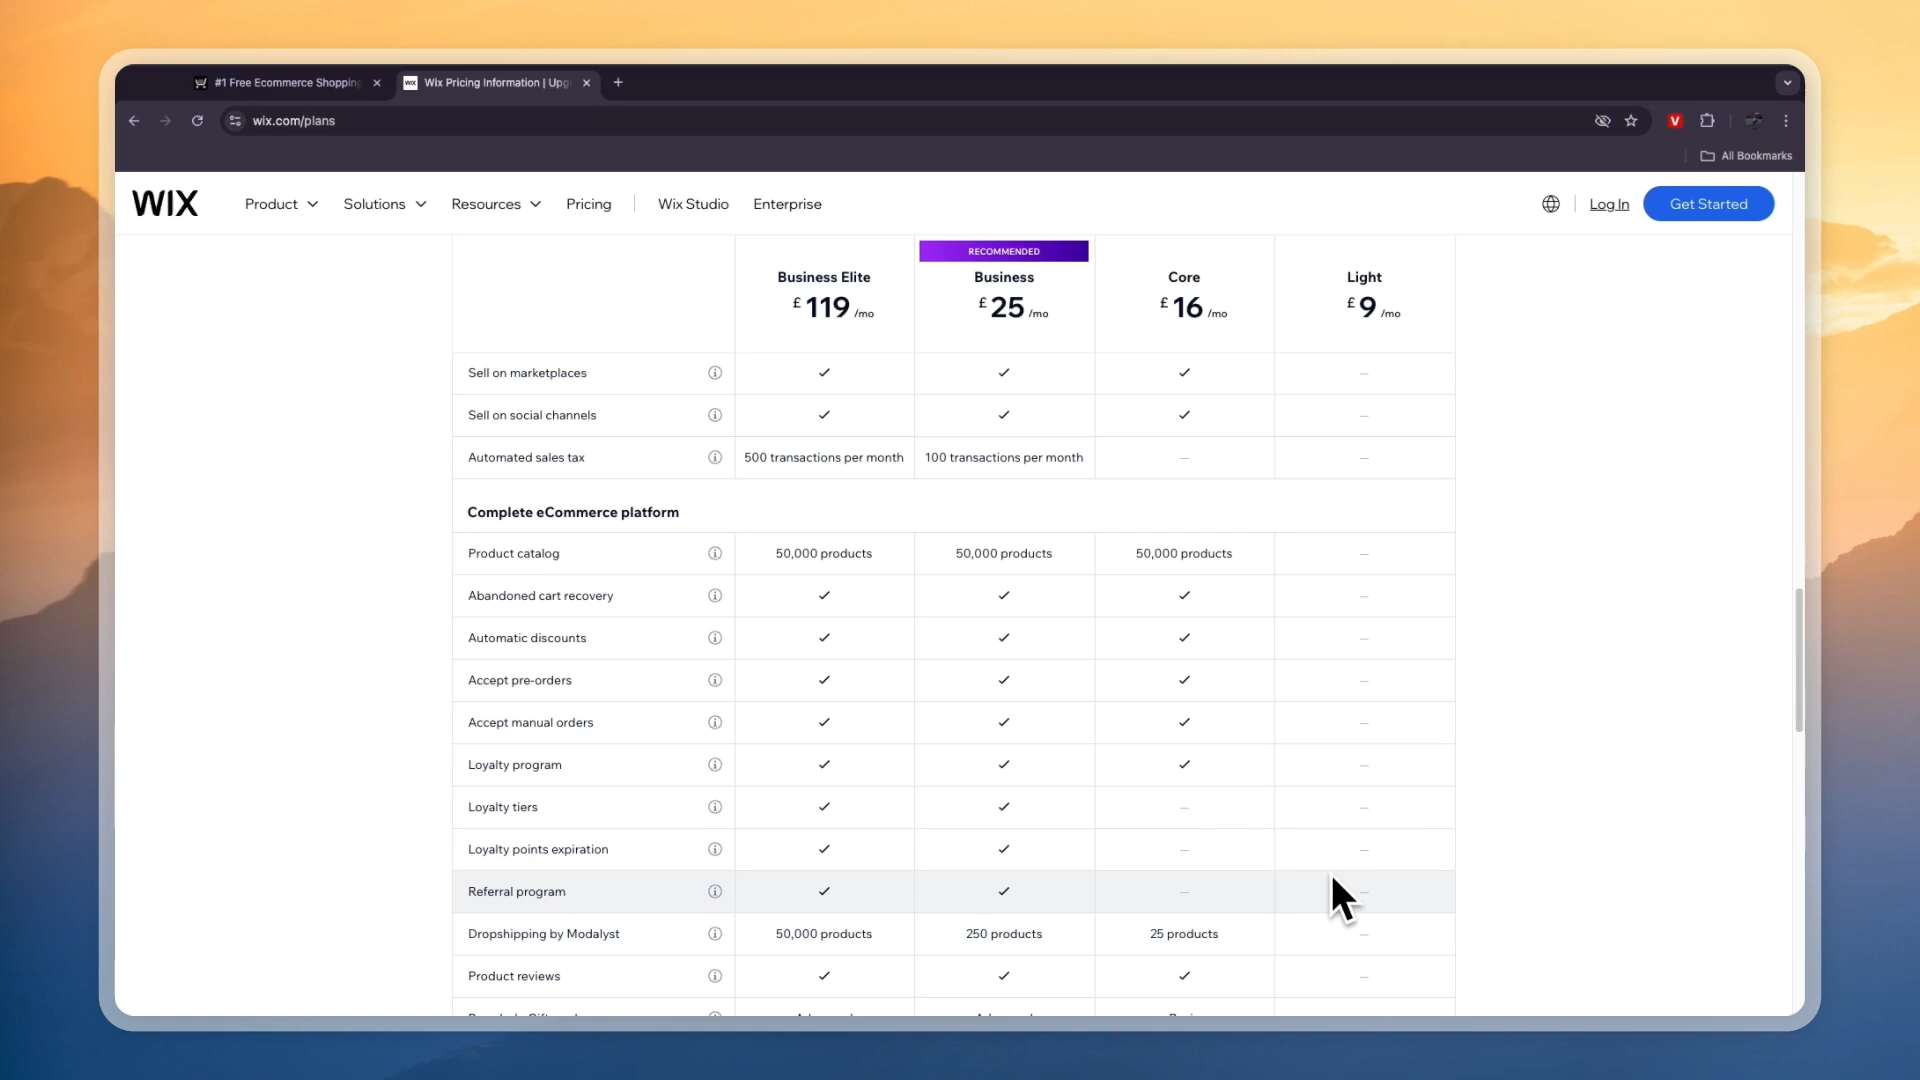 #1 Free Ecommerce Shopping
Wix Pricing Information | Upg
wix.com/plans
All Bookmarks
WIX
Product
Solutions
Resources
Pricing
Wix Studio
Enterprise
Log In
Get Started
RECOMMENDED
Business Elite
Business
Core
Light
£ 119 /mo
£ 25 /mo
£ 16 /mo
£ 9 /mo
Sell on marketplaces
Sell on social channels
Automated sales tax 500 transactions per month 100 transactions per month
Complete eCommerce platform
Product catalog 50,000 products 50,000 products 50,000 products
Abandoned cart recovery
Automatic discounts
Accept pre-orders
Accept manual orders
Loyalty program
Loyalty tiers
Loyalty points expiration
Referral program
Dropshipping by Modalyst 50,000 products 250 products 25 products
Product reviews